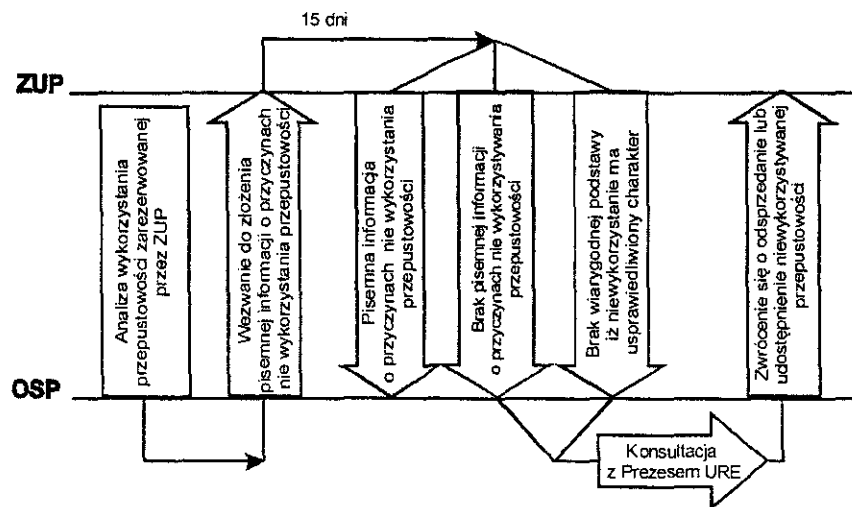 15 dni
ZUP
Analiza wykorzystania
przepustowości zarezerwowanej
przez ZUP
Wezwanie do złożenia
pisemnej informacji o przyczynach
nie wykorzystania przepustowości
Pisemna informacja
o przyczynach nie wykorzystania
przepustowości
Brak pisemnej informacji
o przyczynach nie wykorzystywania
przepustowości
Brak wiarygodnej podstawy
iż niewykorzystanie ma
usprawiedliwiony charakter
Zwrócenie się o odsprzedanie lub
udostępnienie niewykorzystywanej
przepustowości
OSP
Konsultacja
z Prezesem URE